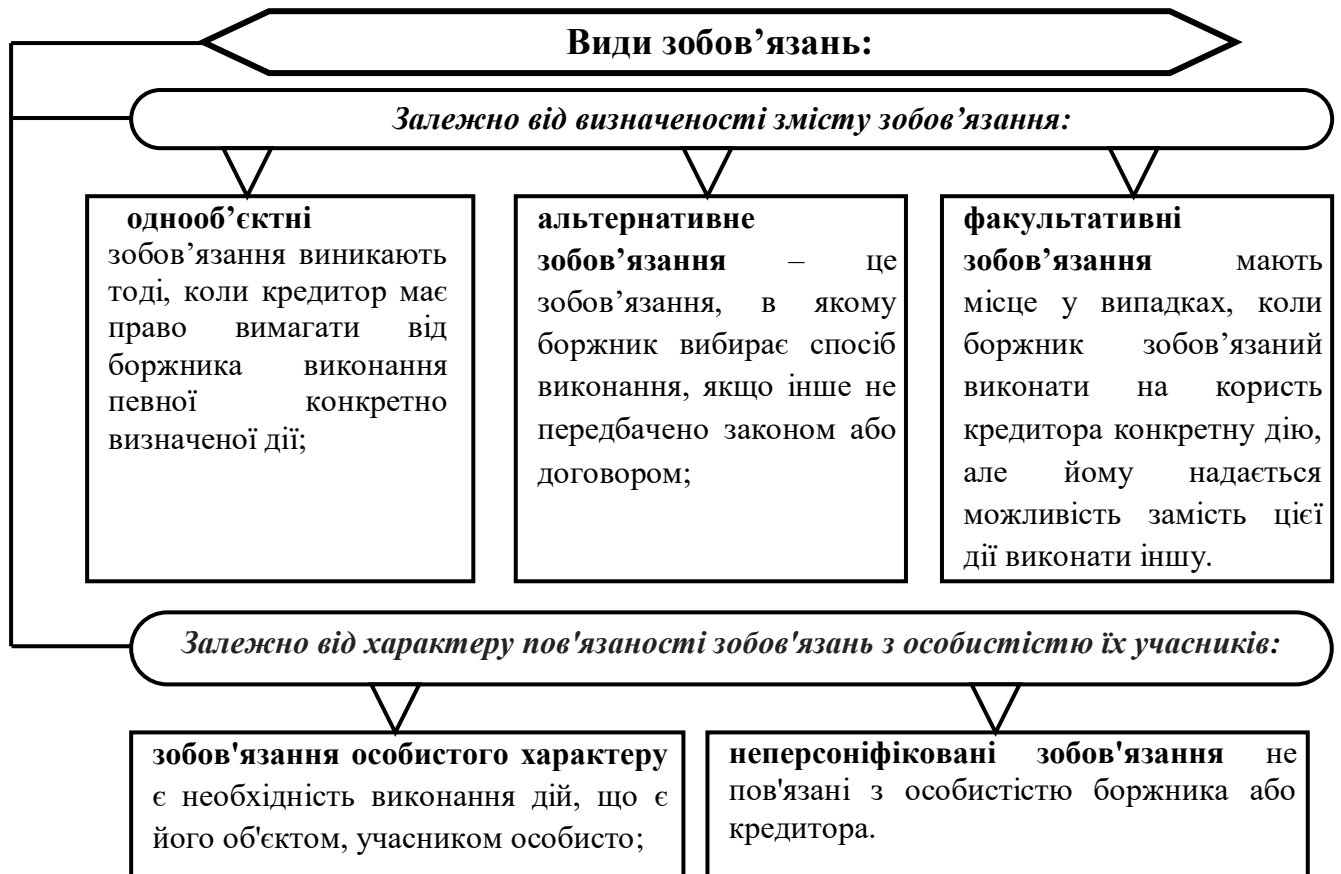 Види зобов’язань:
Залежно від визначеності змісту зобов’язання:
однооб’єктні
зобов’язання виникають
тоді, коли кредитор має
право вимагати від
боржника виконання
певної конкретно
визначеної дії;
альтернативне
зобов’язання – це
зобов’язання, в якому
боржник вибирає спосіб
виконання, якщо інше не
передбачено законом або
договором;
факультативні
зобов’язання мають
місце у випадках, коли
боржник зобов’язаний
виконати на користь
кредитора конкретну дію,
але йому надається
можливість замість цієї
дії виконати іншу.
Залежно від характеру пов'язаності зобов'язань з особистістю їх учасників:
зобов'язання особистого характеру
є необхідність виконання дій, що є
його об'єктом, учасником особисто;
неперсоніфіковані зобов'язання не
пов'язані з особистістю боржника або
кредитора.